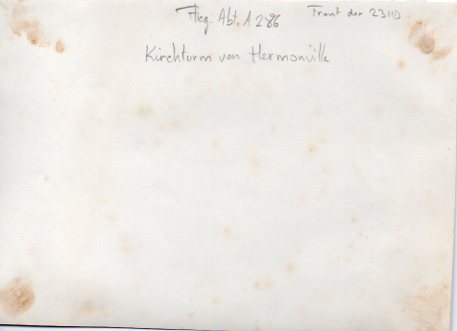 Flieg. Abt. A 286 Front der 23 ID
Kirchturm von Hermonville